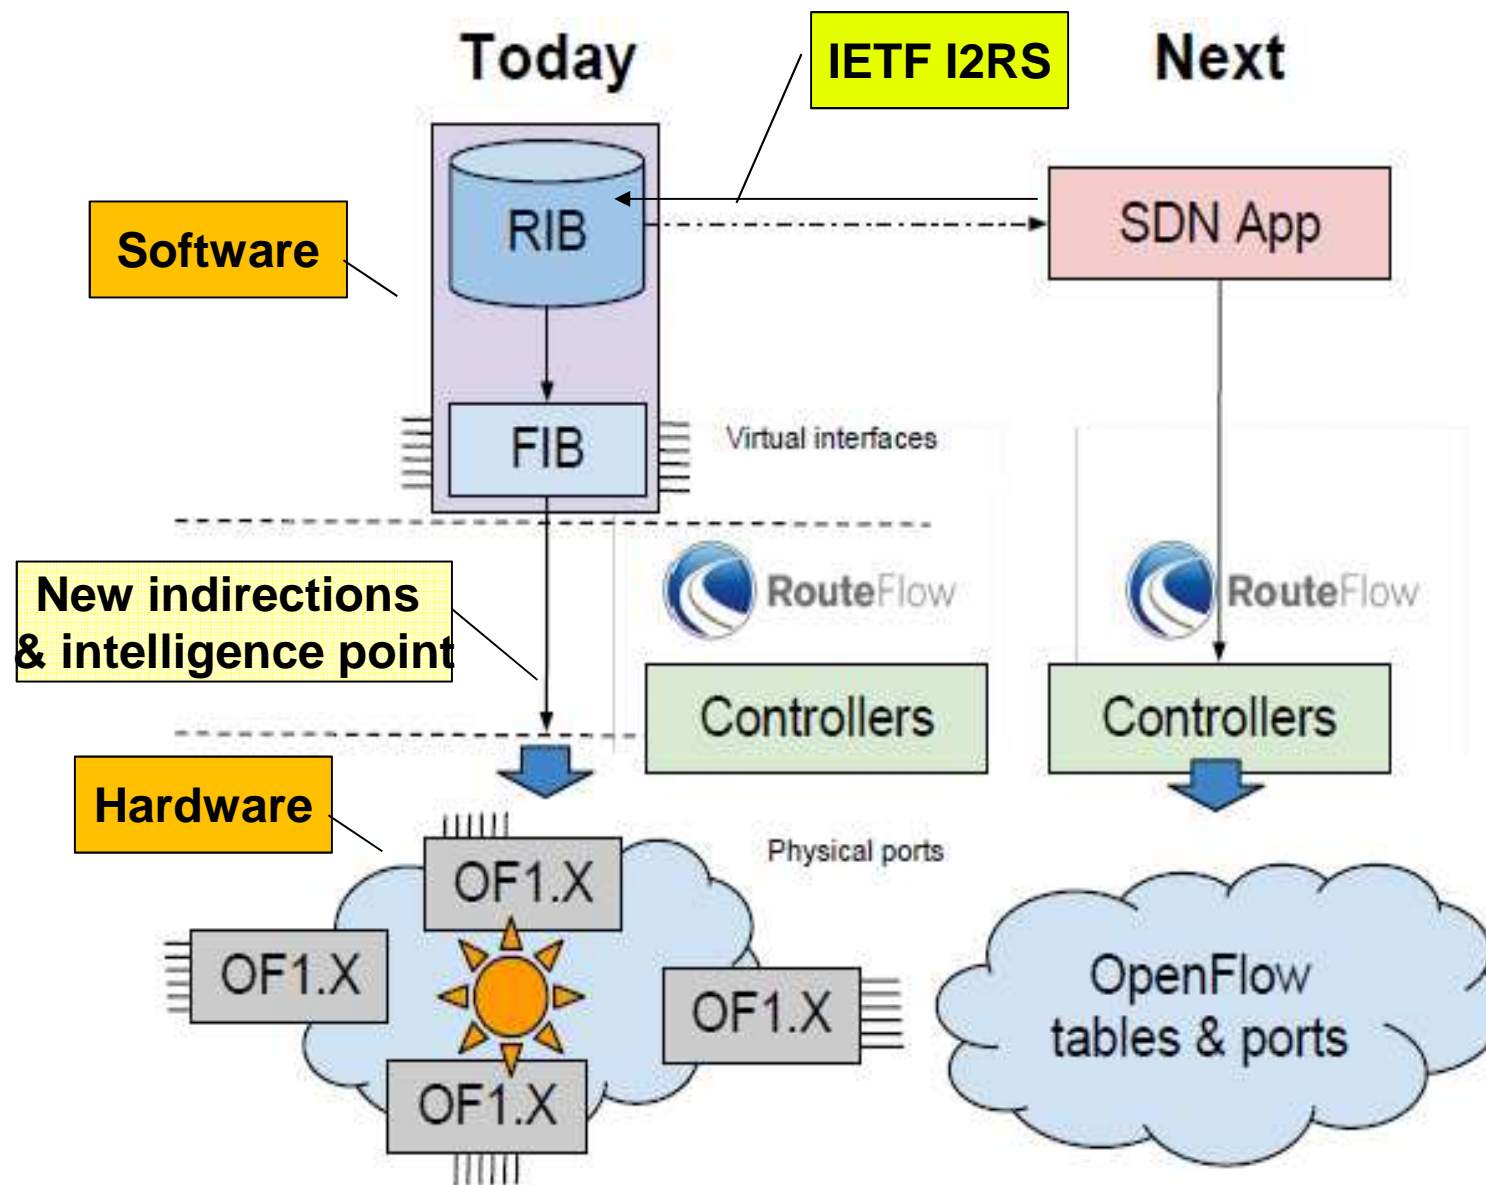 Today
IETF I2RS
Next
RIB
SDN App
Software
FIB
Virtual interfaces
New indirections
& intelligence point
RouteFlow
RouteFlow
Controllers
Controllers
Hardware
Physical ports
OF1.X
OF1.X
OF1.X
OF1.X
OpenFlow
tables & ports